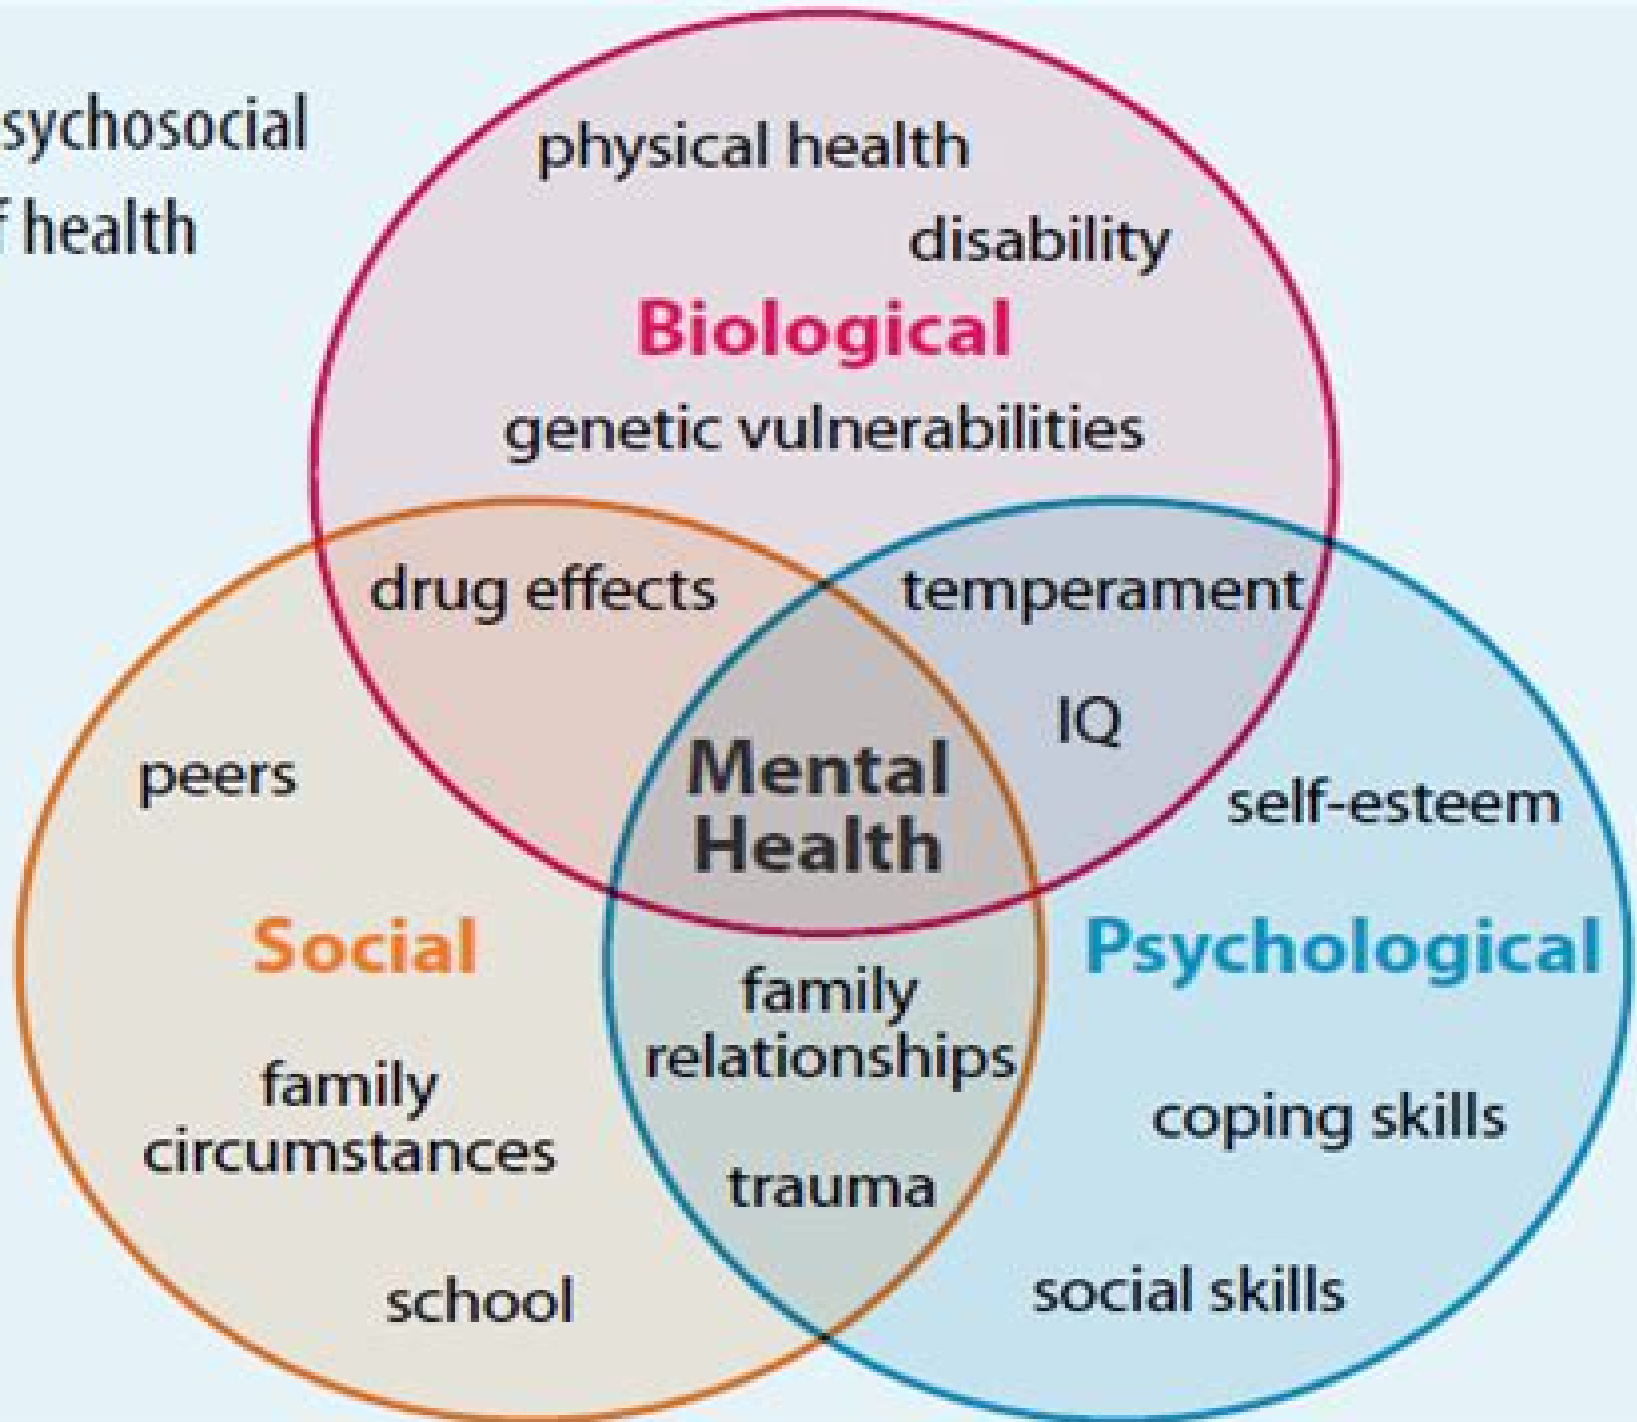 sychosocial
f health
physical health
disability
Biological
genetic vulnerabilities
drug effects
temperament
IQ
peers
Mental
Health
self-esteem
Social
Psychological
family
relationships
family
circumstances
coping skills
trauma
school
social skills